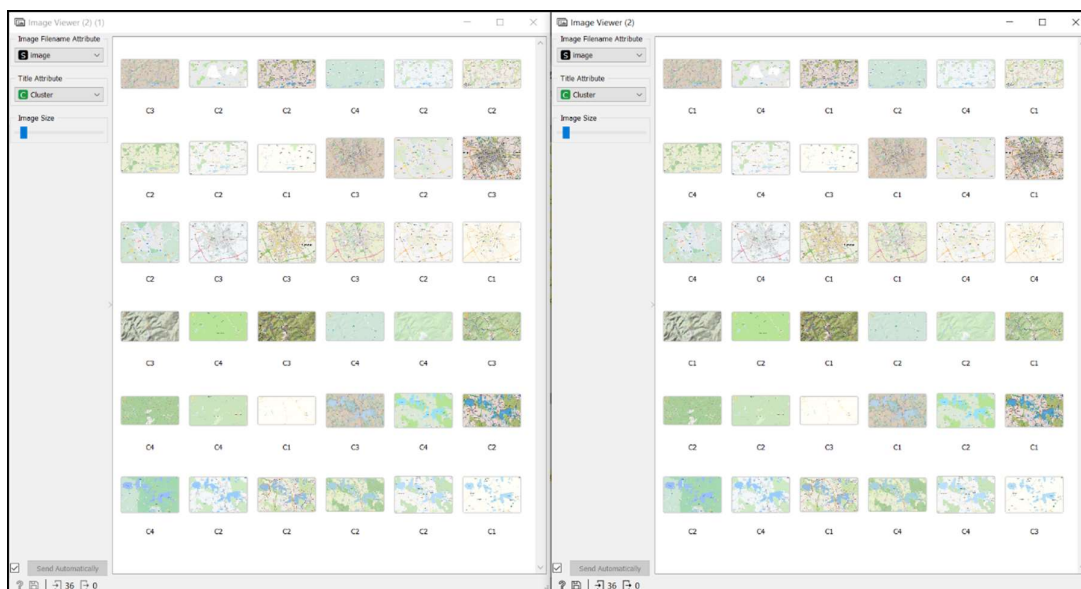 Image Viewer (2) (1)
Image Filename Attribute
S image
Title Attribute
C Cluster
Image Size
C3 C2 C2 C4 C2 C2
C2 C2 C1 C3 C2 C3
C2 C3 C3 C3 C2 C1
C3 C4 C3 C4 C4 C3
C4 C4 C1 C3 C4 C2
C4 C2 C2 C2 C2 C1
Send Automatically
? 36 0
Image Viewer (2)
Image Filename Attribute
S image
Title Attribute
C Cluster
Image Size
C1 C4 C1 C2 C4 C1
C4 C4 C3 C1 C4 C1
C4 C4 C1 C4 C4 C4
C1 C2 C1 C2 C2 C1
C2 C2 C3 C1 C2 C1
C2 C4 C1 C4 C4 C3
Send Automatically
? 36 0